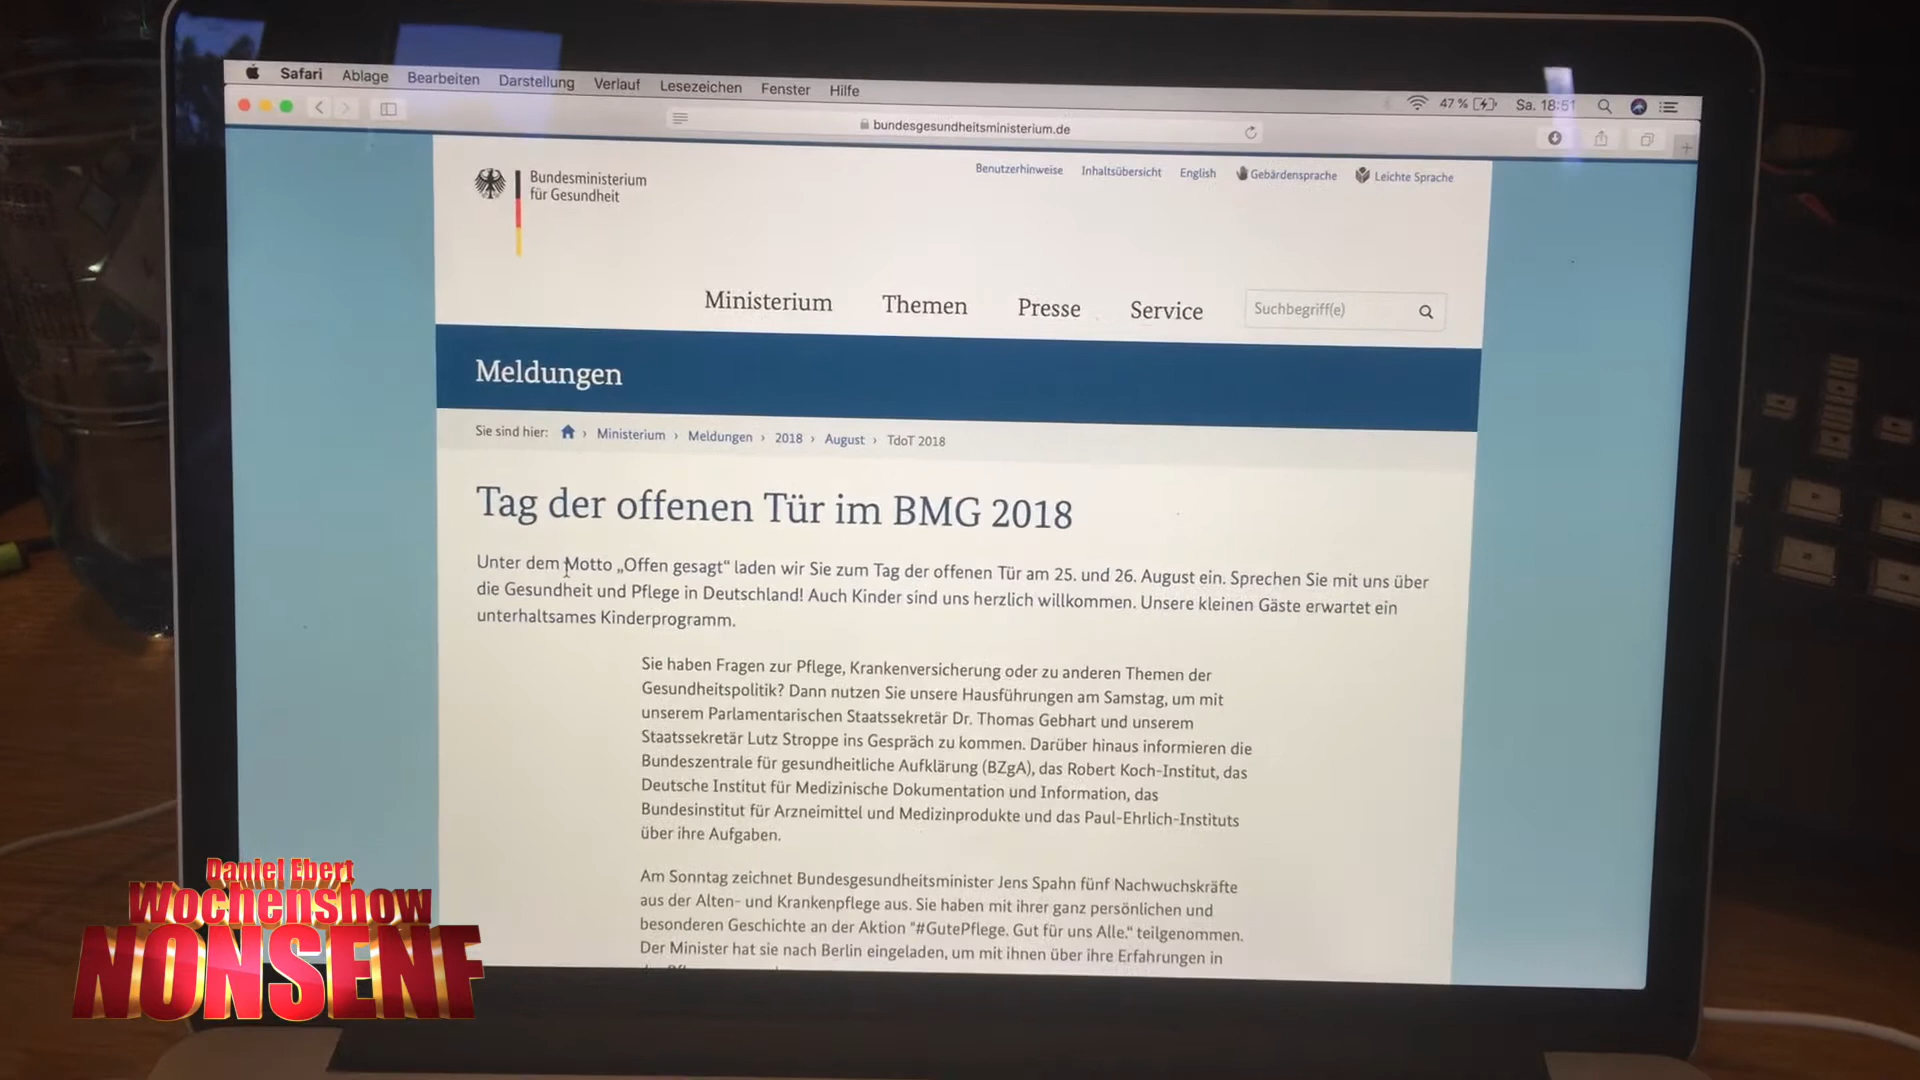 Safari Ablage Bearbeiten Darstellung Verlauf Lesezeichen Fenster Hilfe 47 % Sa. 18:51
bundesgesundheitsministerium.de
Benutzerhinweise Inhaltsübersicht English Gebärdensprache Leichte Sprache
Bundesministerium
für Gesundheit
Ministerium Themen Presse Service Suchbegriff(e)
Meldungen
Sie sind hier: › Ministerium › Meldungen › 2018 › August › TdoT 2018
Tag der offenen Tür im BMG 2018
Unter dem Motto „Offen gesagt“ laden wir Sie zum Tag der offenen Tür am 25. und 26. August ein. Sprechen Sie mit uns über
die Gesundheit und Pflege in Deutschland! Auch Kinder sind uns herzlich willkommen. Unsere kleinen Gäste erwartet ein
unterhaltsames Kinderprogramm.
Sie haben Fragen zur Pflege, Krankenversicherung oder zu anderen Themen der
Gesundheitspolitik? Dann nutzen Sie unsere Hausführungen am Samstag, um mit
unserem Parlamentarischen Staatssekretär Dr. Thomas Gebhart und unserem
Staatssekretär Lutz Stroppe ins Gespräch zu kommen. Darüber hinaus informieren die
Bundeszentrale für gesundheitliche Aufklärung (BZgA), das Robert Koch-Institut, das
Deutsche Institut für Medizinische Dokumentation und Information, das
Bundesinstitut für Arzneimittel und Medizinprodukte und das Paul-Ehrlich-Instituts
über ihre Aufgaben.
Am Sonntag zeichnet Bundesgesundheitsminister Jens Spahn fünf Nachwuchskräfte
aus der Alten- und Krankenpflege aus. Sie haben mit ihrer ganz persönlichen und
besonderen Geschichte an der Aktion "#GutePflege. Gut für uns Alle." teilgenommen.
Der Minister hat sie nach Berlin eingeladen, um mit ihnen über ihre Erfahrungen in
Daniel Ebert
Wochenshow
NONSENF